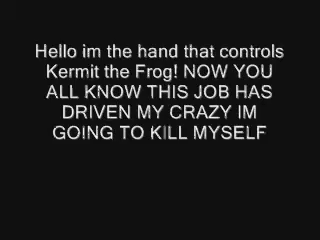 Hello im the hand that controls
Kermit the Frog! NOW YOU
ALL KNOW THIS JOB HAS
DRIVEN MY CRAZY IM
GOING TO KILL MYSELF